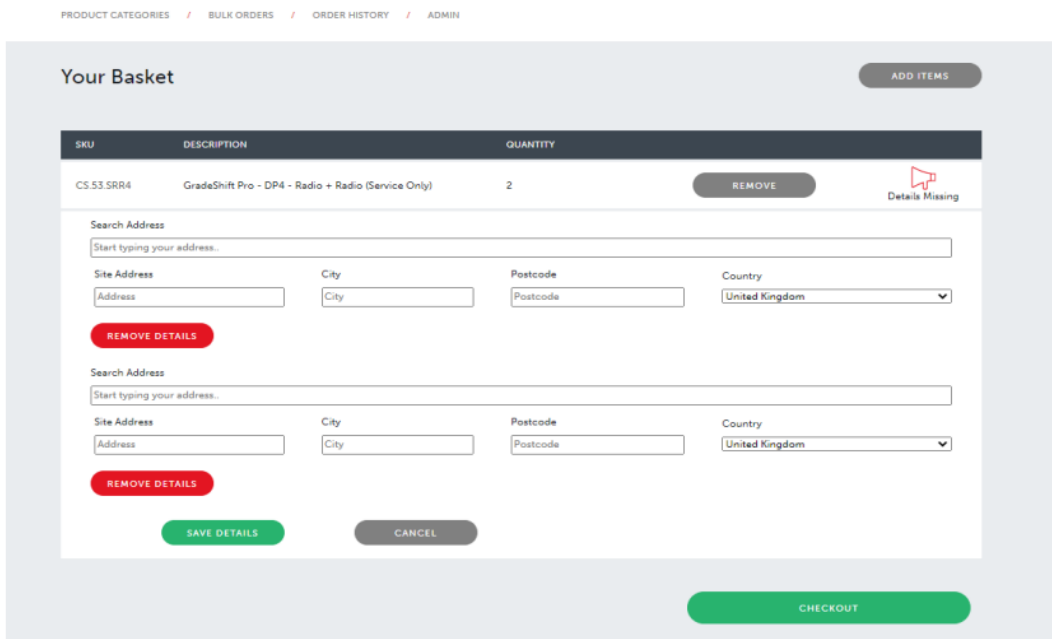 PRODUCT CATEGORIES / BULK ORDERS / ORDER HISTORY / ADMIN
Your Basket
ADD ITEMS
SKU DESCRIPTION QUANTITY
CS.53.SRR4 GradeShift Pro - DP4 - Radio + Radio (Service Only) 2 REMOVE
Details Missing
Search Address
Start typing your address..
Site Address City Postcode Country
Address City Postcode United Kingdom
REMOVE DETAILS
Search Address
Start typing your address..
Site Address City Postcode Country
Address City Postcode United Kingdom
REMOVE DETAILS
SAVE DETAILS CANCEL
CHECKOUT